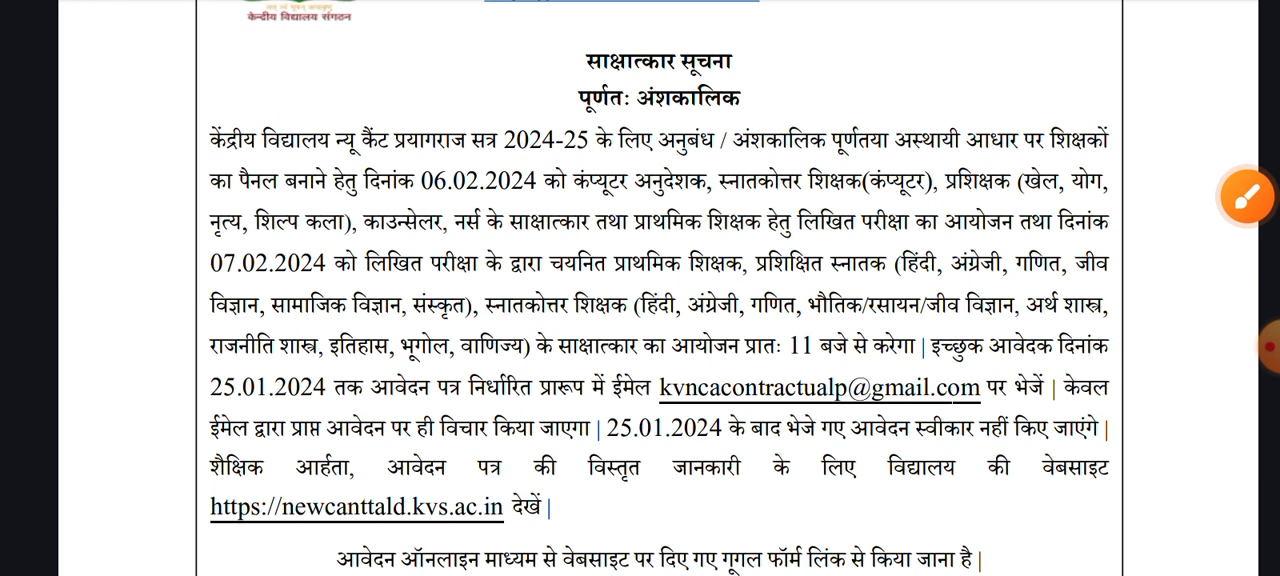 केन्द्रीय विद्यालय संगठन
साक्षात्कार सूचना
पूर्णतः अंशकालिक
केंद्रीय विद्यालय न्यू कैंट प्रयागराज सत्र 2024-25 के लिए अनुबंध / अंशकालिक पूर्णतया अस्थायी आधार पर शिक्षकों
का पैनल बनाने हेतु दिनांक 06.02.2024 को कंप्यूटर अनुदेशक, स्नातकोत्तर शिक्षक(कंप्यूटर), प्रशिक्षक (खेल, योग,
नृत्य, शिल्प कला), काउन्सेलर, नर्स के साक्षात्कार तथा प्राथमिक शिक्षक हेतु लिखित परीक्षा का आयोजन तथा दिनांक
07.02.2024 को लिखित परीक्षा के द्वारा चयनित प्राथमिक शिक्षक, प्रशिक्षित स्नातक (हिंदी, अंग्रेजी, गणित, जीव
विज्ञान, सामाजिक विज्ञान, संस्कृत), स्नातकोत्तर शिक्षक (हिंदी, अंग्रेजी, गणित, भौतिक/रसायन/जीव विज्ञान, अर्थ शास्त्र,
राजनीति शास्त्र, इतिहास, भूगोल, वाणिज्य) के साक्षात्कार का आयोजन प्रातः 11 बजे से करेगा | इच्छुक आवेदक दिनांक
25.01.2024 तक आवेदन पत्र निर्धारित प्रारूप में ईमेल kvncacontractualp@gmail.com पर भेजें | केवल
ईमेल द्वारा प्राप्त आवेदन पर ही विचार किया जाएगा | 25.01.2024 के बाद भेजे गए आवेदन स्वीकार नहीं किए जाएंगे |
शैक्षिक आर्हता, आवेदन पत्र की विस्तृत जानकारी के लिए विद्यालय की वेबसाइट
https://newcanttald.kvs.ac.in देखें |
आवेदन ऑनलाइन माध्यम से वेबसाइट पर दिए गए गूगल फॉर्म लिंक से किया जाना है |